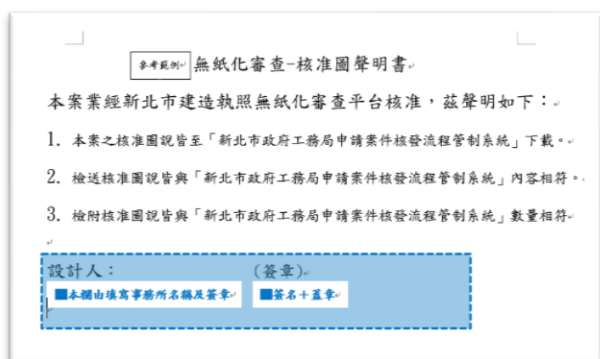 參考範例 無紙化審查-核准圖聲明書
本案業經新北市建造執照無紙化審查平台核准，茲聲明如下：
1. 本案之核准圖說皆至「新北市政府工務局申請案件核發流程管制系統」下載。
2. 檢送核准圖說皆與「新北市政府工務局申請案件核發流程管制系統」內容相符。
3. 檢附核准圖說皆與「新北市政府工務局申請案件核發流程管制系統」數量相符
設計人： (簽章)
■本欄由填寫事務所名稱及簽章 ■簽名＋蓋章